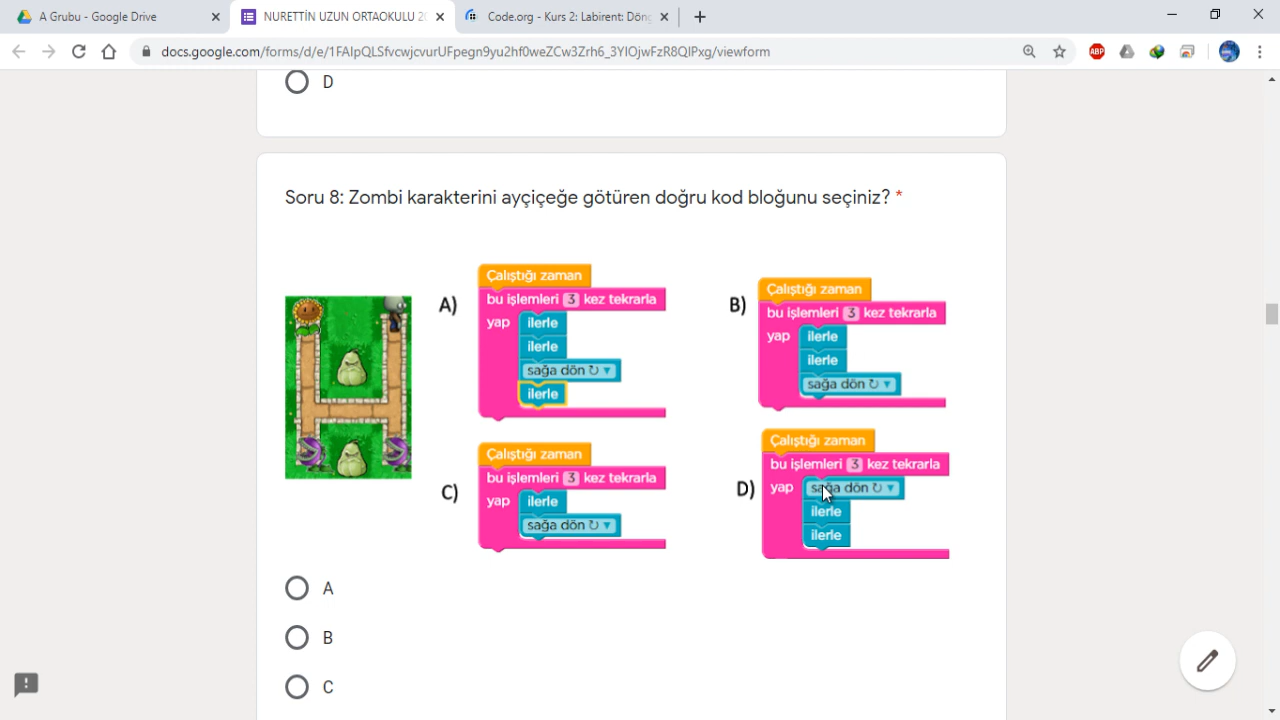 A Grubu - Google Drive
NURETTİN UZUN ORTAOKULU 20
Code.org - Kurs 2: Labirent: Döng
docs.google.com/forms/d/e/1FAIpQLSfvcwjcvurUFpegn9yu2hf0weZCw3Zrh6_3YIOjwFzR8QIPxg/viewform
ABP
D
Soru 8: Zombi karakterini ayçiçeğe götüren doğru kod bloğunu seçiniz? *
A)
Çalıştığı zaman
bu işlemleri 3 kez tekrarla
yap ilerle
ilerle
sağa dön ↻ ▼
ilerle
B)
Çalıştığı zaman
bu işlemleri 3 kez tekrarla
yap ilerle
ilerle
sağa dön ↻ ▼
C)
Çalıştığı zaman
bu işlemleri 3 kez tekrarla
yap ilerle
sağa dön ↻ ▼
D)
Çalıştığı zaman
bu işlemleri 3 kez tekrarla
yap sağa dön ↻ ▼
ilerle
ilerle
A
B
C